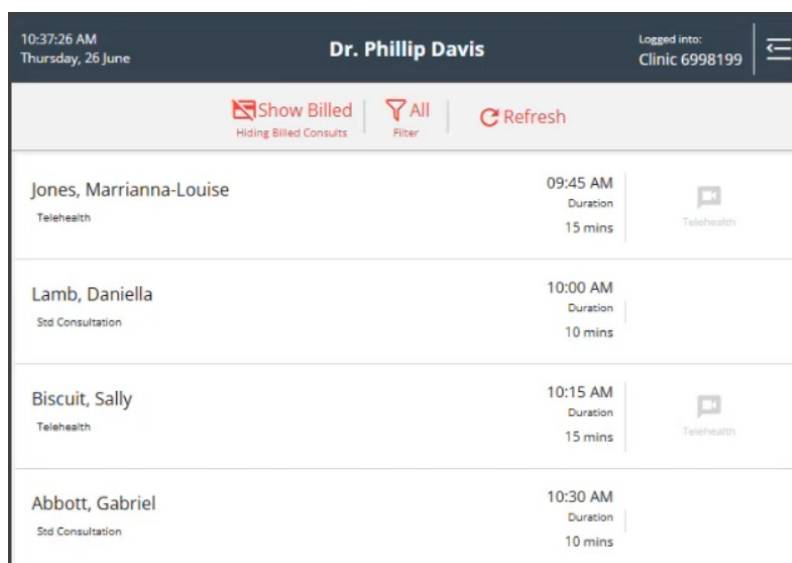 10:37:26 AM
Thursday, 26 June
Dr. Phillip Davis
Logged into:
Clinic 6998199
Show Billed
Hiding Billed Consults
All
Filter
Refresh
Jones, Marrianna-Louise
Telehealth
09:45 AM
Duration
15 mins
Telehealth
Lamb, Daniella
Std Consultation
10:00 AM
Duration
10 mins
Biscuit, Sally
Telehealth
10:15 AM
Duration
15 mins
Telehealth
Abbott, Gabriel
Std Consultation
10:30 AM
Duration
10 mins